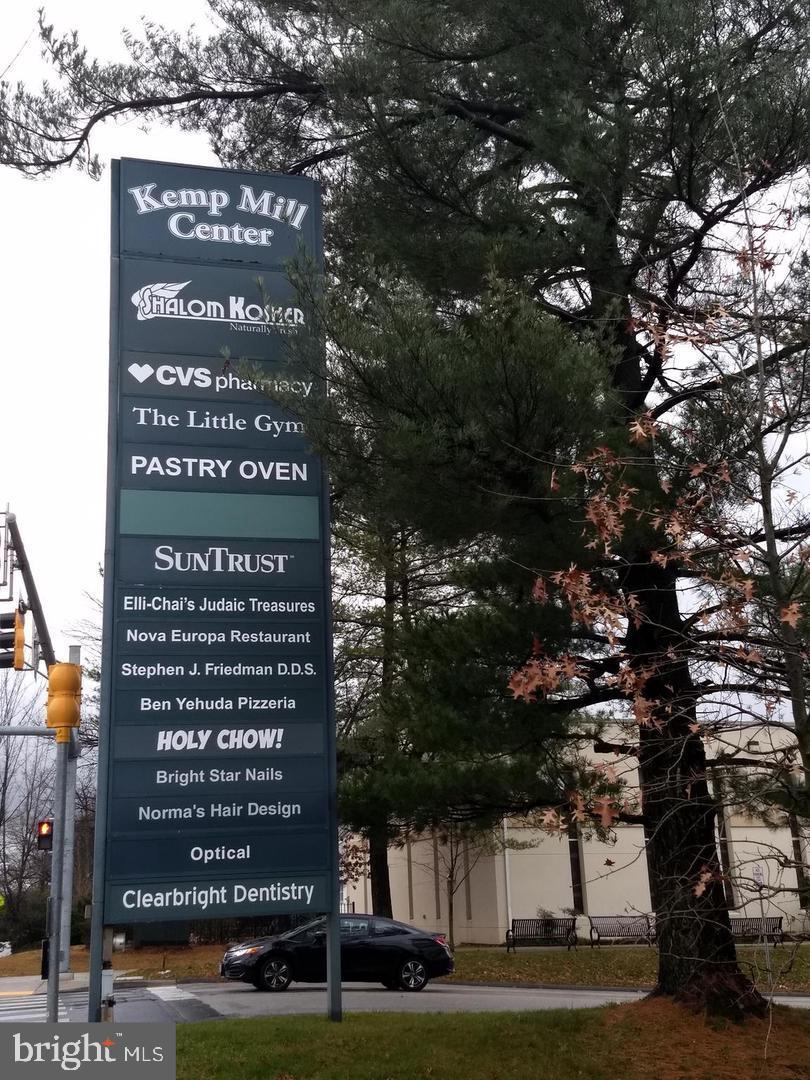 Kemp Mill
Center
SHALOM KOSHER
Naturally Fresh
CVS pharmacy
The Little Gym
PASTRY OVEN
SUNTRUST
Elli-Chai's Judaic Treasures
Nova Europa Restaurant
Stephen J. Friedman D.D.S.
Ben Yehuda Pizzeria
HOLY CHOW!
Bright Star Nails
Norma's Hair Design
Optical
Clearbright Dentistry
bright MLS